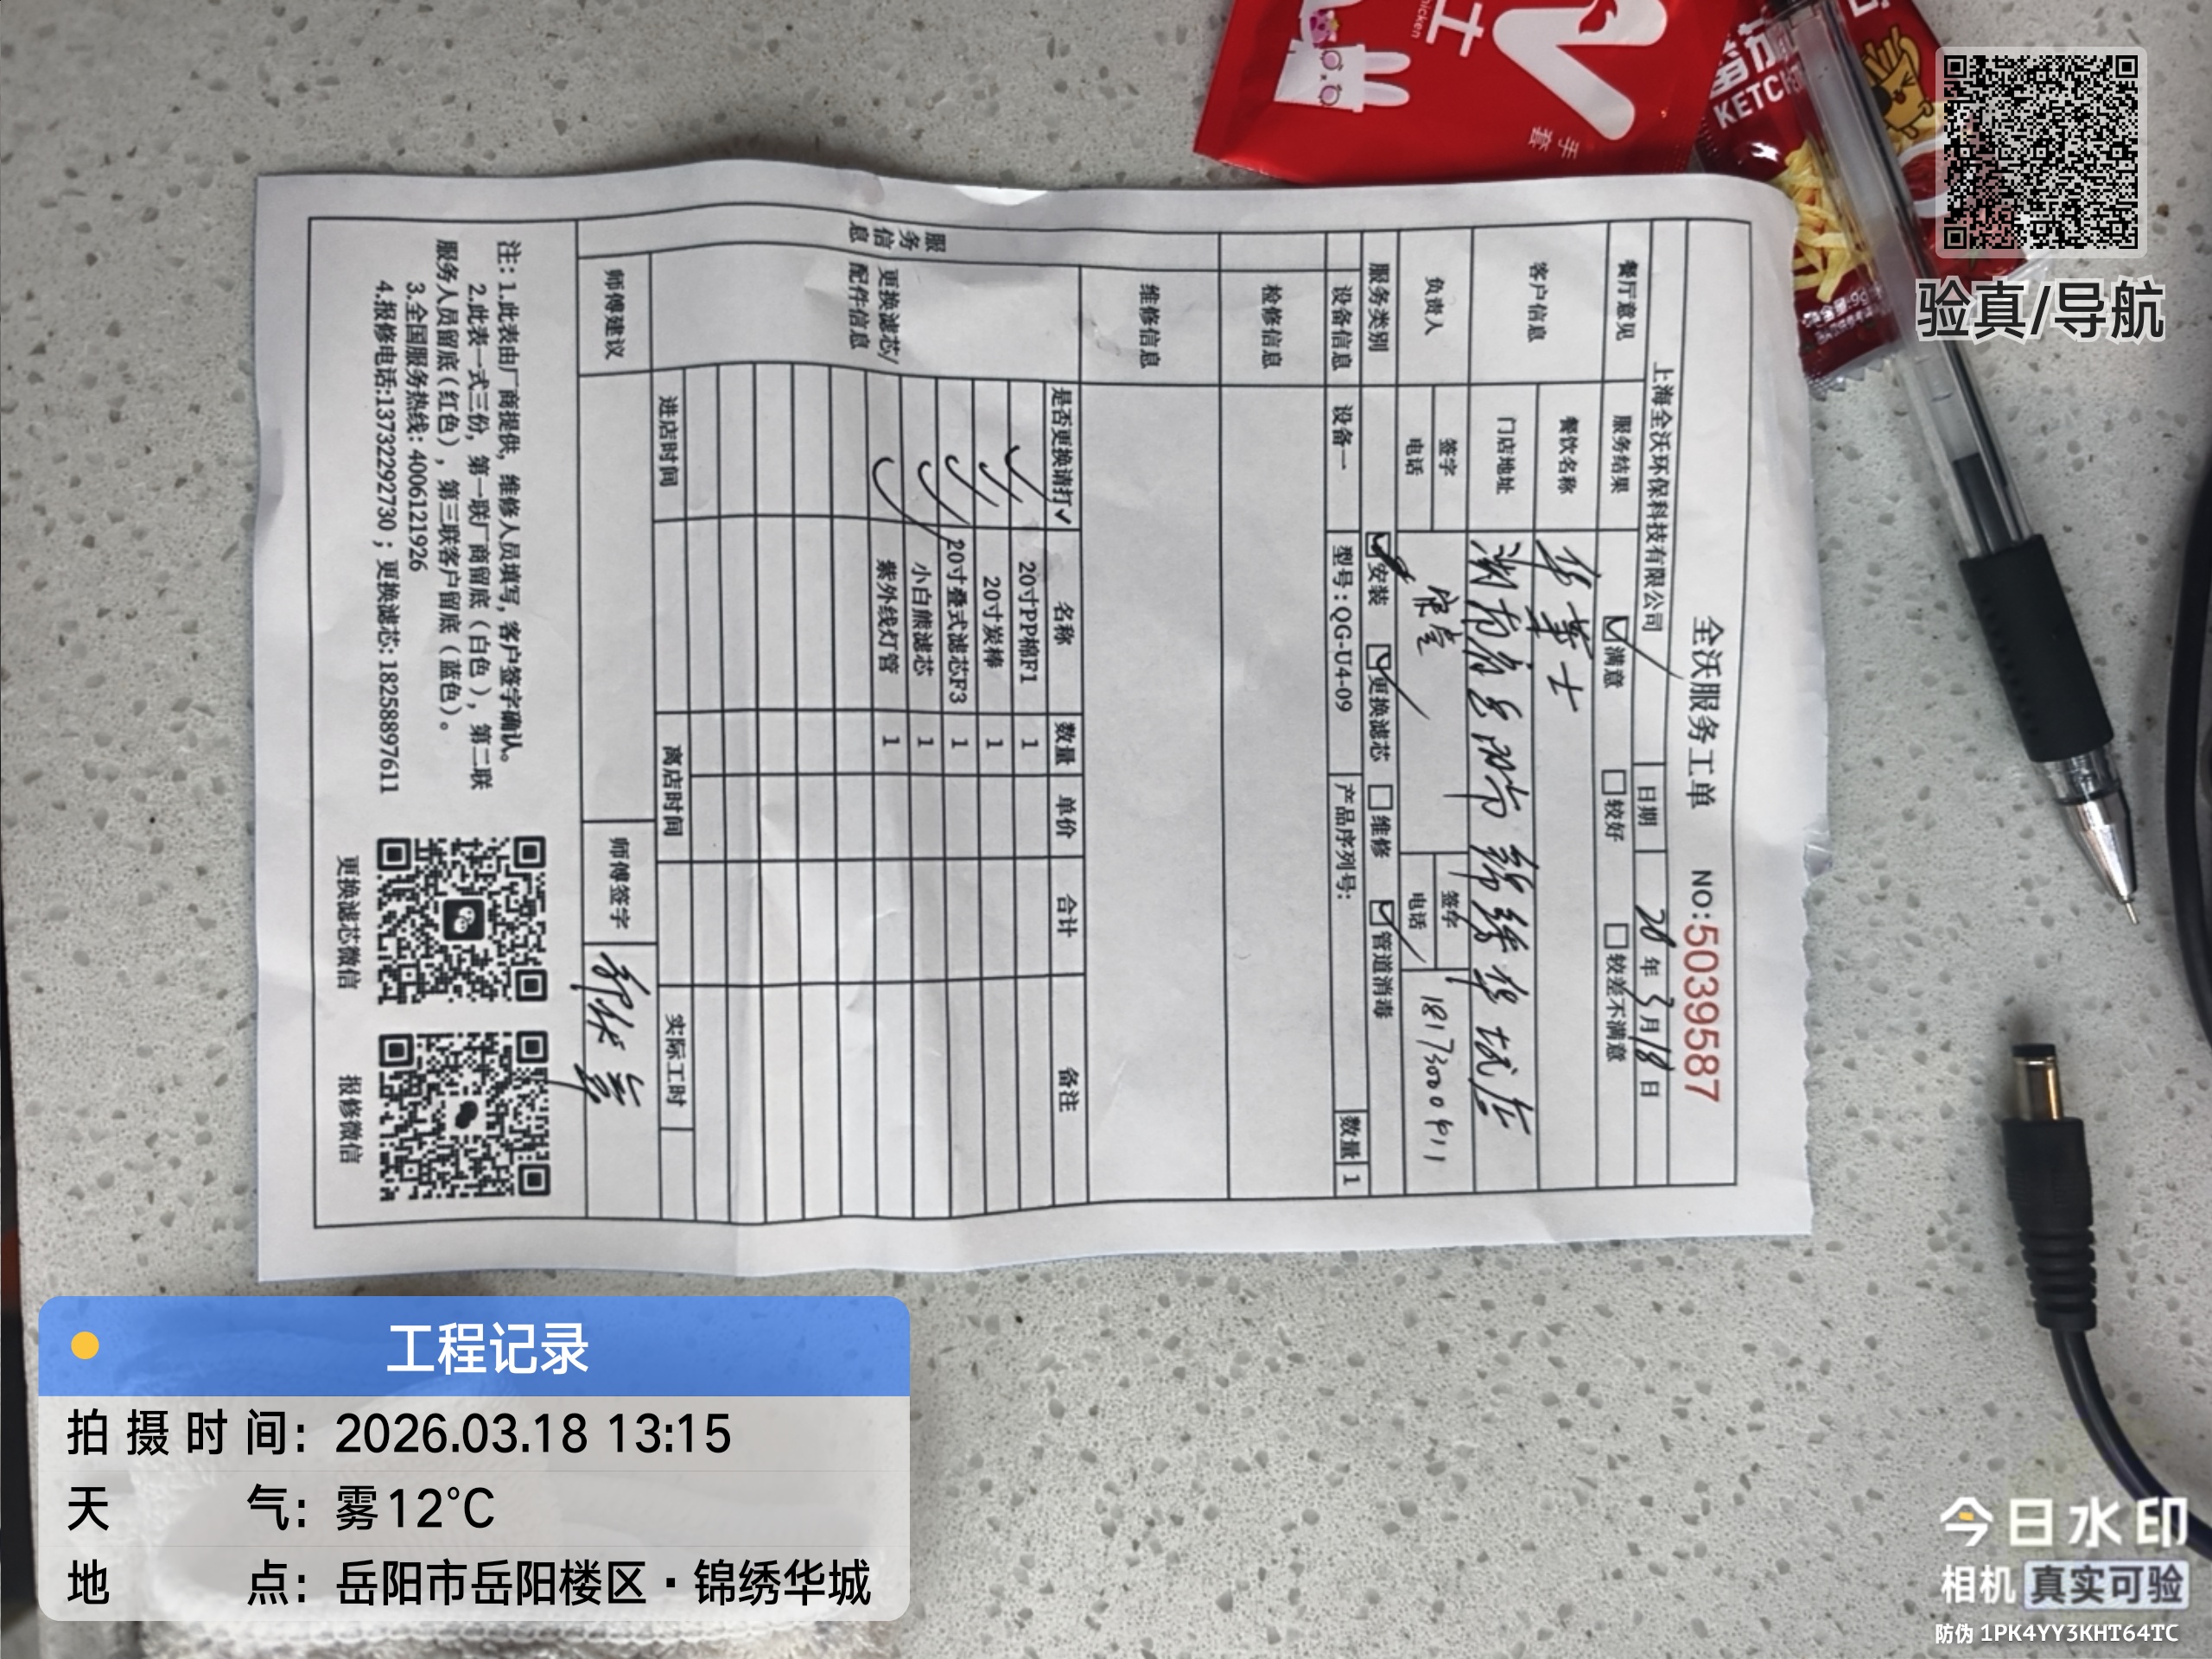 全沃服务工单 NO:5039587
上海全沃环保科技有限公司 日期 20 年 3 月 18 日
餐厅意见 服务结果 ☑满意 ☐较好 ☐较差不满意
客户信息 餐饮名称 华莱士
门店地址 湖南省岳阳市锦绣华城店
负责人 签字 签字
电话 电话 18173000411
服务类别 ☑安装 ☑更换滤芯 ☐维修 ☑管道消毒
设备信息 设备一 型号:QG-U4-09 产品序列号: 数量 1
检修信息
维修信息
服务信息
更换滤芯/配件信息
是否更换请打✓ 名称 数量 单价 合计 备注
✓ 20寸PP棉F1 1
✓ 20寸炭棒 1
✓ 20寸叠式滤芯F3 1
✓ 小白熊滤芯 1
✓ 紫外线灯管 1
进店时间 离店时间 实际工时
师傅建议 师傅签字
注: 1.此表由厂商提供, 维修人员填写, 客户签字确认。
2.此表一式三份, 第一联厂商留底(白色), 第二联
服务人员留底(红色), 第三联客户留底(蓝色)。
3.全国服务热线: 4006121926
4.报修电话:13732292730 ; 更换滤芯: 18258897611
更换滤芯微信
报修微信
士
hicken
手套
番茄
KETCH
验真/导航
工程记录
拍摄时间: 2026.03.18 13:15
天气: 雾12°C
地点: 岳阳市岳阳楼区·锦绣华城
今日水印
相机 真实可验
防伪 1PK4YY3KHT64TC